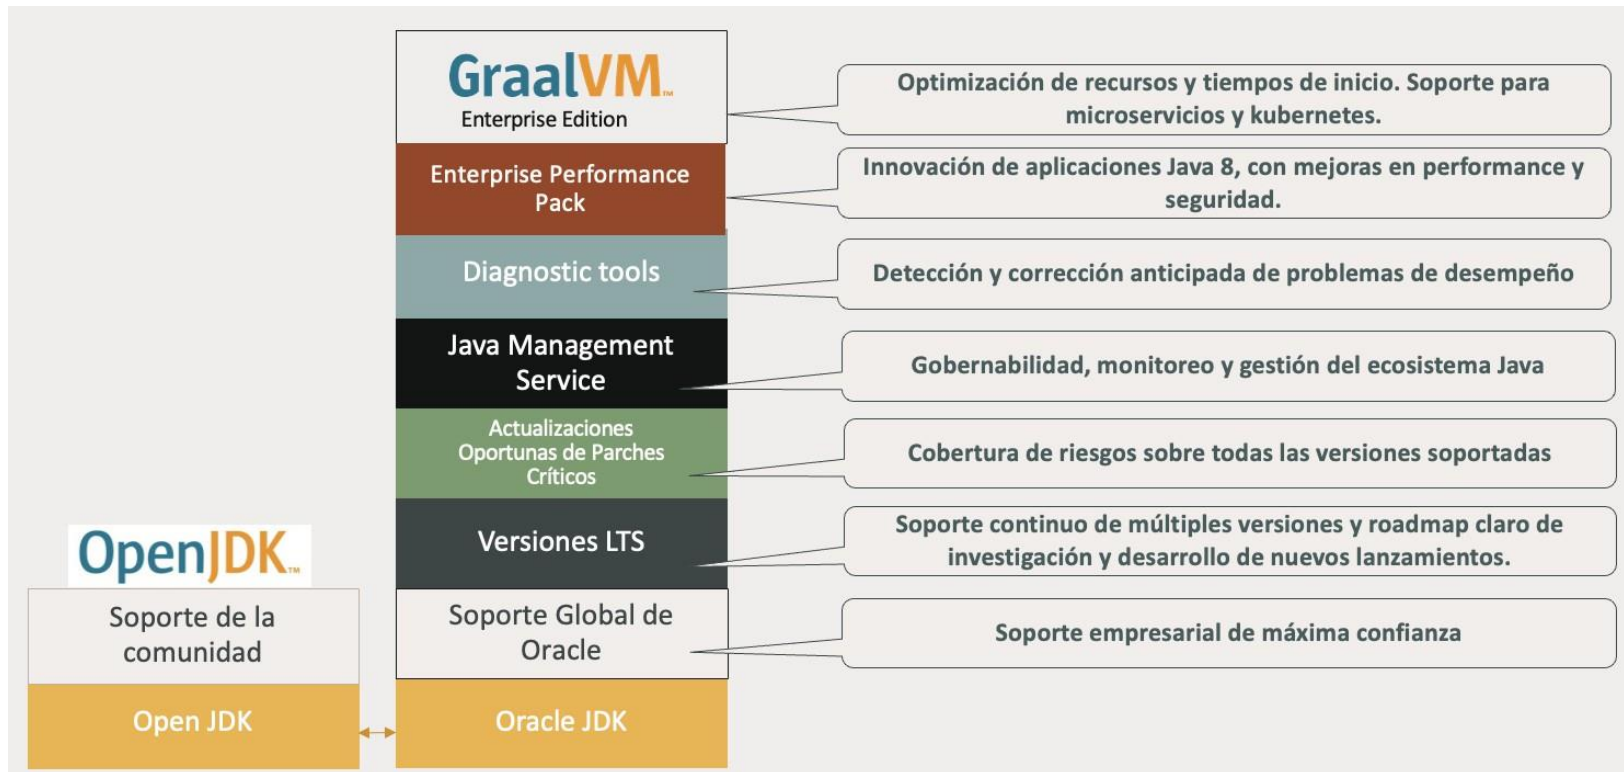 GraalVM™
Enterprise Edition
Optimización de recursos y tiempos de inicio. Soporte para
microservicios y kubernetes.
Enterprise Performance
Pack
Innovación de aplicaciones Java 8, con mejoras en performance y
seguridad.
Diagnostic tools
Detección y corrección anticipada de problemas de desempeño
Java Management
Service
Gobernabilidad, monitoreo y gestión del ecosistema Java
Actualizaciones
Oportunas de Parches
Críticos
Cobertura de riesgos sobre todas las versiones soportadas
Versiones LTS
Soporte continuo de múltiples versiones y roadmap claro de
investigación y desarrollo de nuevos lanzamientos.
Soporte Global de
Oracle
Soporte empresarial de máxima confianza
Oracle JDK
OpenJDK™
Soporte de la
comunidad
Open JDK